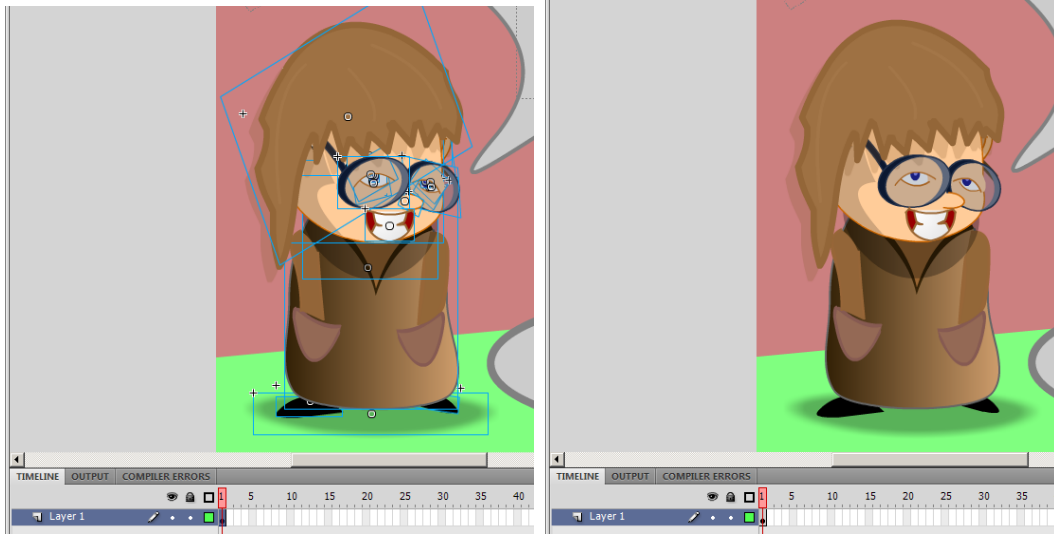 TIMELINE OUTPUT COMPILER ERRORS
1 5 10 15 20 25 30 35 40
Layer 1
TIMELINE OUTPUT COMPILER ERRORS
1 5 10 15 20 25 30 35
Layer 1